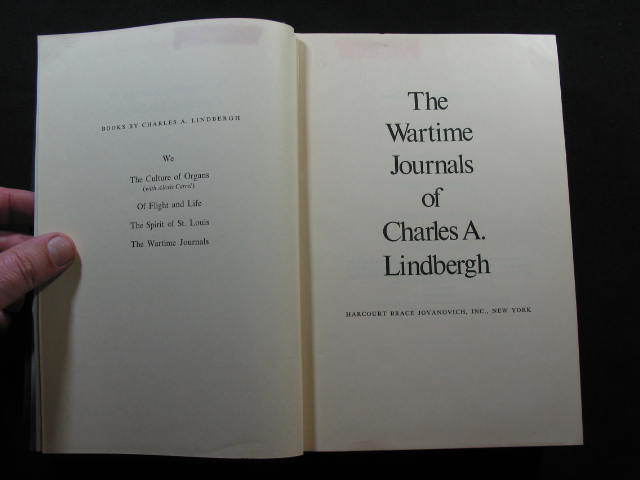 BOOKS BY CHARLES A. LINDBERGH
We
The Culture of Organs
(with Alexis Carrel)
Of Flight and Life
The Spirit of St. Louis
The Wartime Journals
The
Wartime
Journals
of
Charles A.
Lindbergh
HARCOURT BRACE JOVANOVICH, INC., NEW YORK